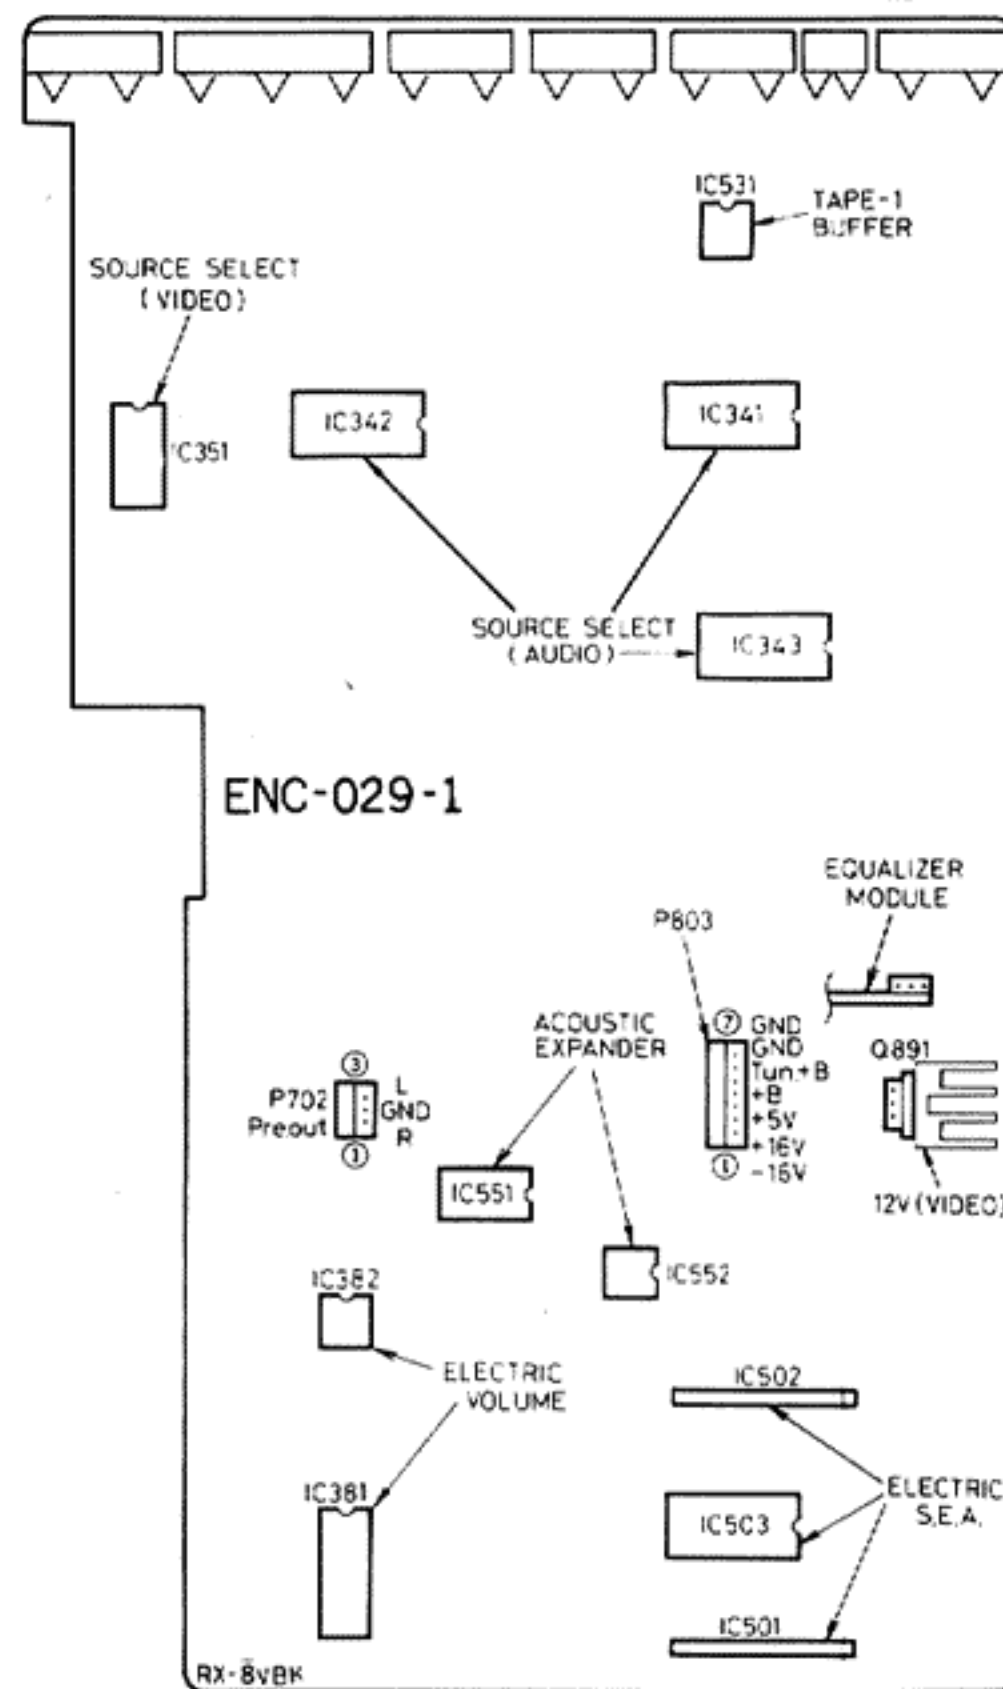 IC531
TAPE-1
BUFFER
SOURCE SELECT
(VIDEO)
IC351
IC342
IC341
SOURCE SELECT
(AUDIO)
IC343
ENC-029-1
EQUALIZER
MODULE
P803
ACOUSTIC
EXPANDER
⑦ GND
GND
Tun.+B
+B
+5V
+16V
① -16V
Q891
12V (VIDEO)
③
P702
Preout
L
GND
R
①
IC551
IC552
IC382
ELECTRIC
VOLUME
IC381
IC502
ELECTRIC
S.E.A.
IC503
IC501
RX-8VBK